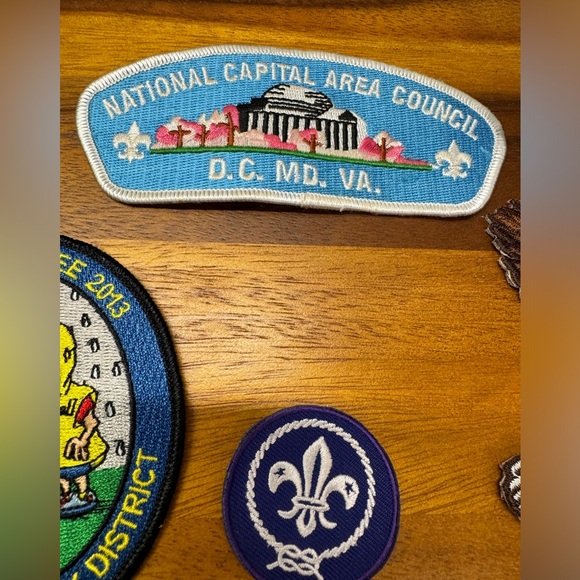 NATIONAL CAPITAL AREA COUNCIL
D.C. MD. VA.
EE 2013
DISTRICT